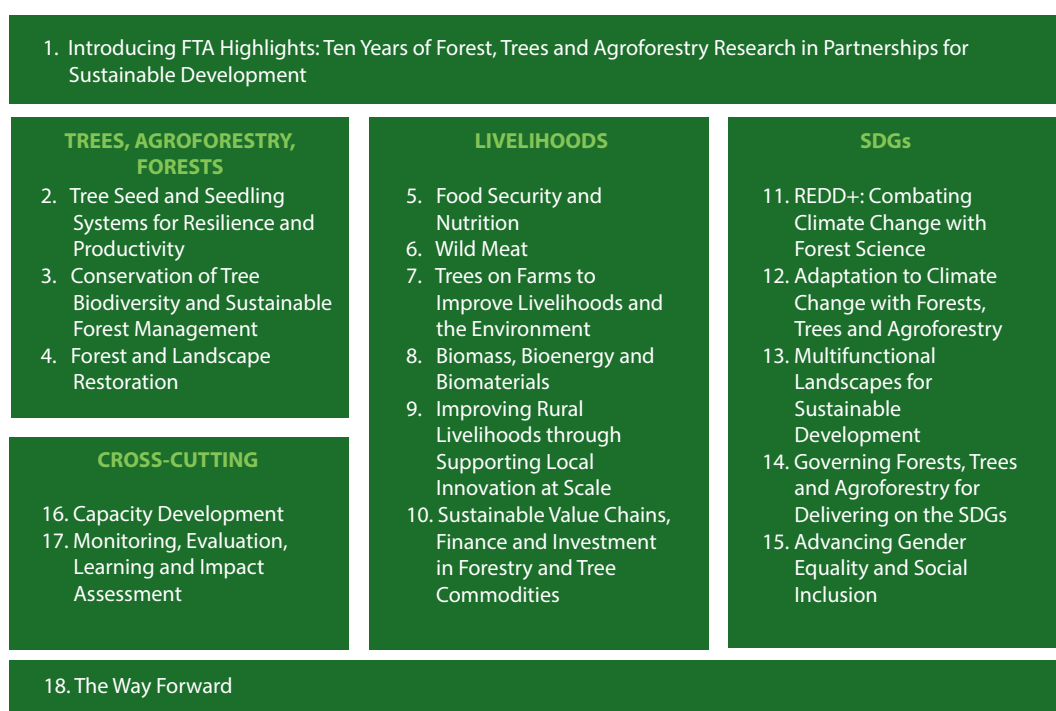 1. Introducing FTA Highlights: Ten Years of Forest, Trees and Agroforestry Research in Partnerships for
Sustainable Development
TREES, AGROFORESTRY,
FORESTS
2. Tree Seed and Seedling
Systems for Resilience and
Productivity
3. Conservation of Tree
Biodiversity and Sustainable
Forest Management
4. Forest and Landscape
Restoration
LIVELIHOODS
5. Food Security and
Nutrition
6. Wild Meat
7. Trees on Farms to
Improve Livelihoods and
the Environment
8. Biomass, Bioenergy and
Biomaterials
9. Improving Rural
Livelihoods through
Supporting Local
Innovation at Scale
10. Sustainable Value Chains,
Finance and Investment
in Forestry and Tree
Commodities
SDGs
11. REDD+: Combating
Climate Change with
Forest Science
12. Adaptation to Climate
Change with Forests,
Trees and Agroforestry
13. Multifunctional
Landscapes for
Sustainable
Development
14. Governing Forests, Trees
and Agroforestry for
Delivering on the SDGs
15. Advancing Gender
Equality and Social
Inclusion
CROSS-CUTTING
16. Capacity Development
17. Monitoring, Evaluation,
Learning and Impact
Assessment
18. The Way Forward